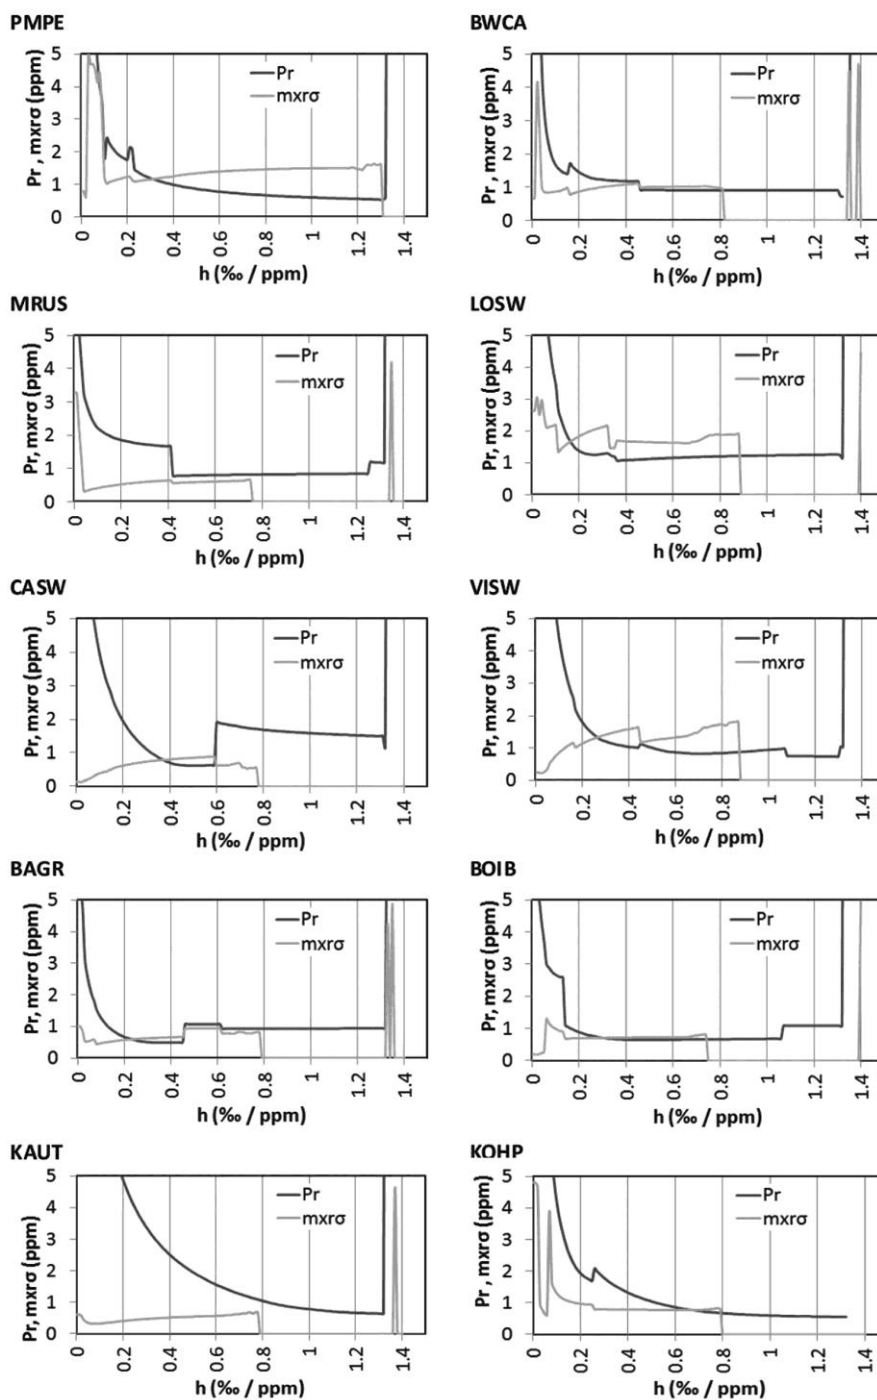 PMPE
5
4
3
2
1
0
Pr , mxrσ (ppm)
Pr
mxrσ
0
0.2
0.4
0.6
0.8
1
1.2
1.4
h (‰ / ppm)
BWCA
5
4
3
2
1
0
Pr , mxrσ (ppm)
Pr
mxrσ
0
0.2
0.4
0.6
0.8
1
1.2
1.4
h (‰ / ppm)
MRUS
5
4
3
2
1
0
Pr, mxrσ (ppm)
Pr
mxrσ
0
0.2
0.4
0.6
0.8
1
1.2
1.4
h (‰ / ppm)
LOSW
5
4
3
2
1
0
Pr, mxrσ (ppm)
Pr
mxrσ
0
0.2
0.4
0.6
0.8
1
1.2
1.4
h (‰ / ppm)
CASW
5
4
3
2
1
0
Pr, mxrσ (ppm)
Pr
mxrσ
0
0.2
0.4
0.6
0.8
1
1.2
1.4
h (‰ / ppm)
VISW
5
4
3
2
1
0
Pr, mxrσ (ppm)
Pr
mxrσ
0
0.2
0.4
0.6
0.8
1
1.2
1.4
h (‰ / ppm)
BAGR
5
4
3
2
1
0
Pr, mxrσ (ppm)
Pr
mxrσ
0
0.2
0.4
0.6
0.8
1
1.2
1.4
h (‰ / ppm)
BOIB
5
4
3
2
1
0
Pr, mxrσ (ppm)
Pr
mxrσ
0
0.2
0.4
0.6
0.8
1
1.2
1.4
h (‰ / ppm)
KAUT
5
4
3
2
1
0
Pr , mxrσ (ppm)
Pr
mxrσ
0
0.2
0.4
0.6
0.8
1
1.2
1.4
h (‰ / ppm)
KOHP
5
4
3
2
1
0
Pr , mxrσ (ppm)
Pr
mxrσ
0
0.2
0.4
0.6
0.8
1
1.2
1.4
h (‰ / ppm)